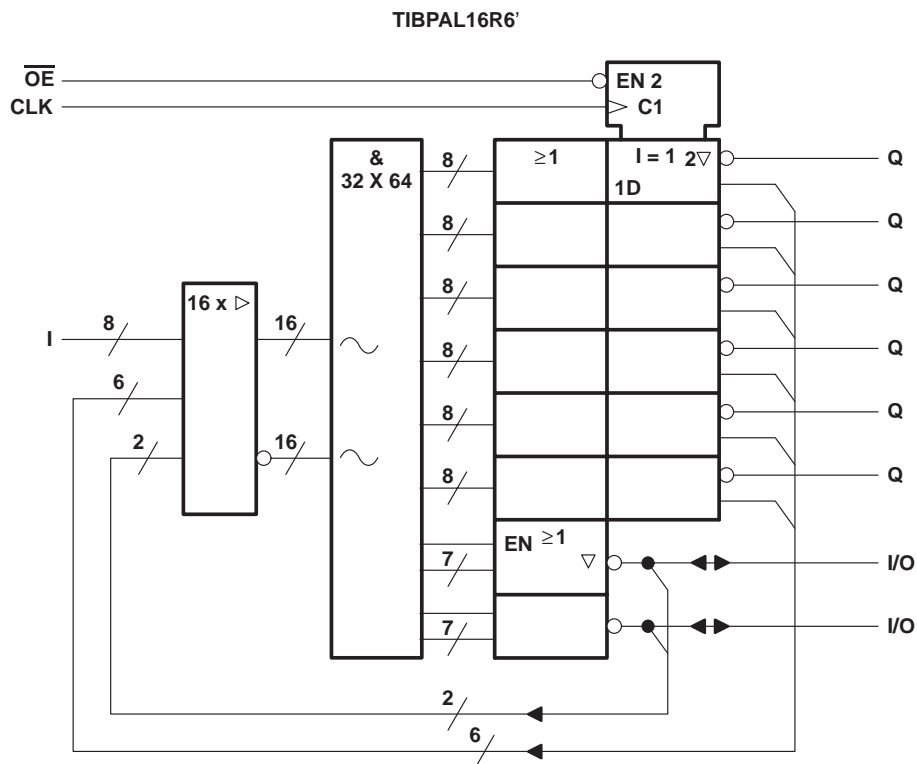 TIBPAL16R6'
OE
CLK
EN 2
C1
&
32 X 64
8
≥1
I = 1 2▽
1D
Q
8
Q
8
Q
16 x ▷
I
8
16
8
Q
6
8
Q
2
16
8
Q
EN ≥1
▽
7
I/O
7
I/O
2
6